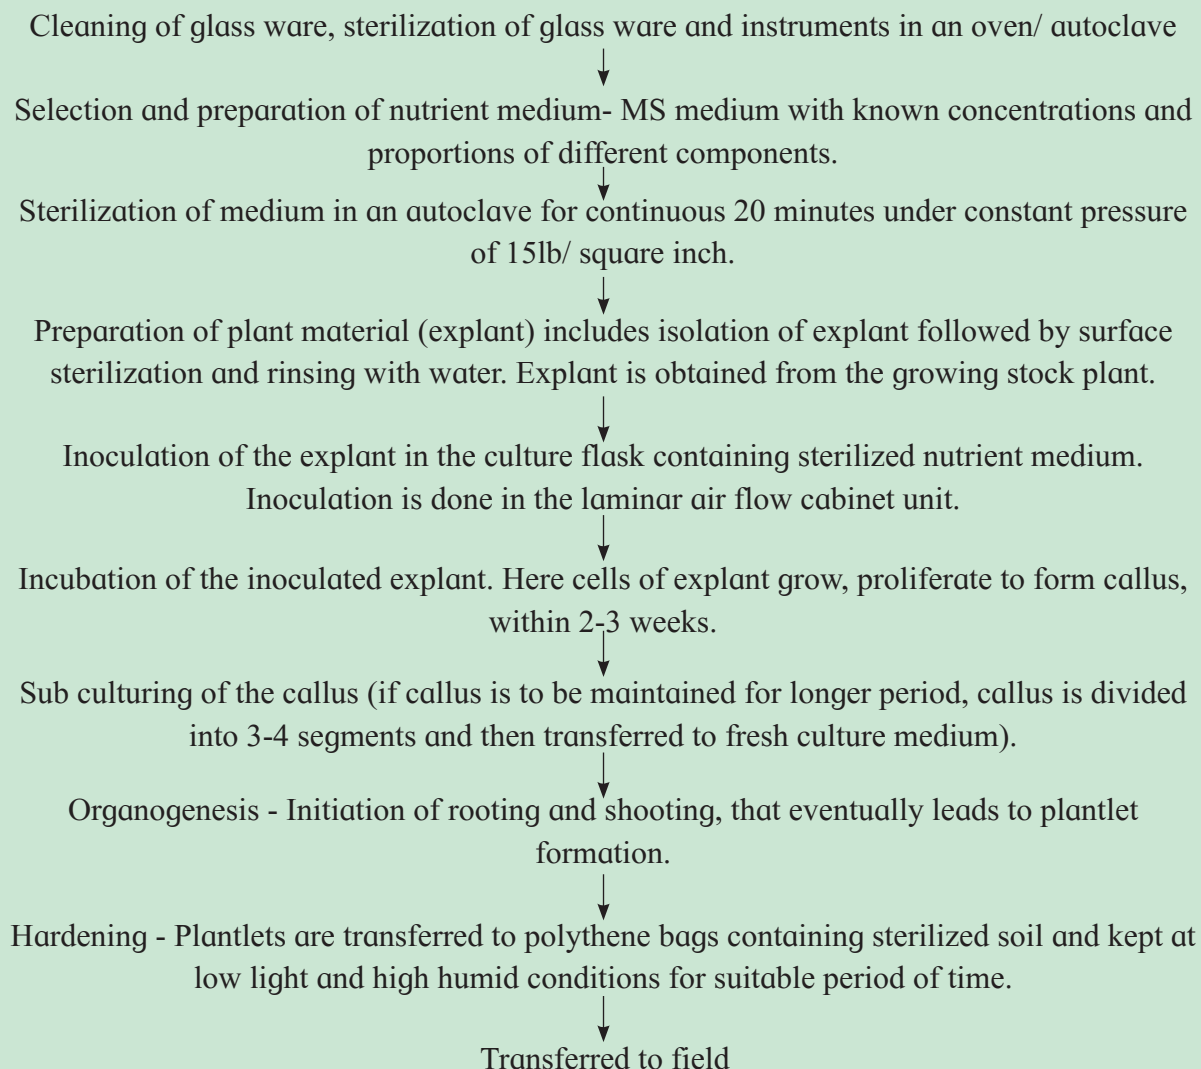 Cleaning of glass ware, sterilization of glass ware and instruments in an oven/ autoclave
Selection and preparation of nutrient medium- MS medium with known concentrations and
proportions of different components.
Sterilization of medium in an autoclave for continuous 20 minutes under constant pressure
of 15lb/ square inch.
Preparation of plant material (explant) includes isolation of explant followed by surface
sterilization and rinsing with water. Explant is obtained from the growing stock plant.
Inoculation of the explant in the culture flask containing sterilized nutrient medium.
Inoculation is done in the laminar air flow cabinet unit.
Incubation of the inoculated explant. Here cells of explant grow, proliferate to form callus,
within 2-3 weeks.
Sub culturing of the callus (if callus is to be maintained for longer period, callus is divided
into 3-4 segments and then transferred to fresh culture medium).
Organogenesis - Initiation of rooting and shooting, that eventually leads to plantlet
formation.
Hardening - Plantlets are transferred to polythene bags containing sterilized soil and kept at
low light and high humid conditions for suitable period of time.
Transferred to field